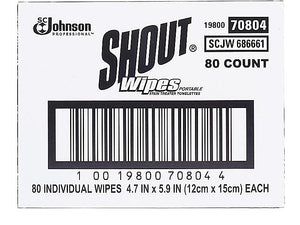 SC Johnson
PROFESSIONAL
19800 70804
SCJW 686661
SHOUT®
80 COUNT
Wipes PORTABLE
STAIN TREATER TOWELETTES
1 00 19800 70804 4
80 INDIVIDUAL WIPES 4.7 IN x 5.9 IN (12cm x 15cm) EACH